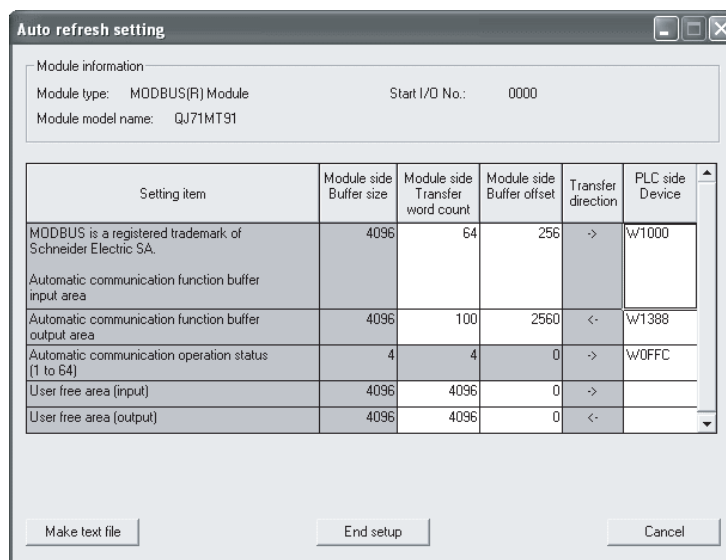 Auto refresh setting
Module information
Module type: MODBUS(R) Module Start I/O No.: 0000
Module model name: QJ71MT91
Setting item
Module side
Buffer size
Module side
Transfer
word count
Module side
Buffer offset
Transfer
direction
PLC side
Device
MODBUS is a registered trademark of
Schneider Electric SA.
Automatic communication function buffer
input area
4096 64 256 -> W1000
Automatic communication function buffer
output area
4096 100 2560 <- W1388
Automatic communication operation status
(1 to 64)
4 4 0 -> W0FFC
User free area (input) 4096 4096 0 ->
User free area (output) 4096 4096 0 <-
Make text file End setup Cancel